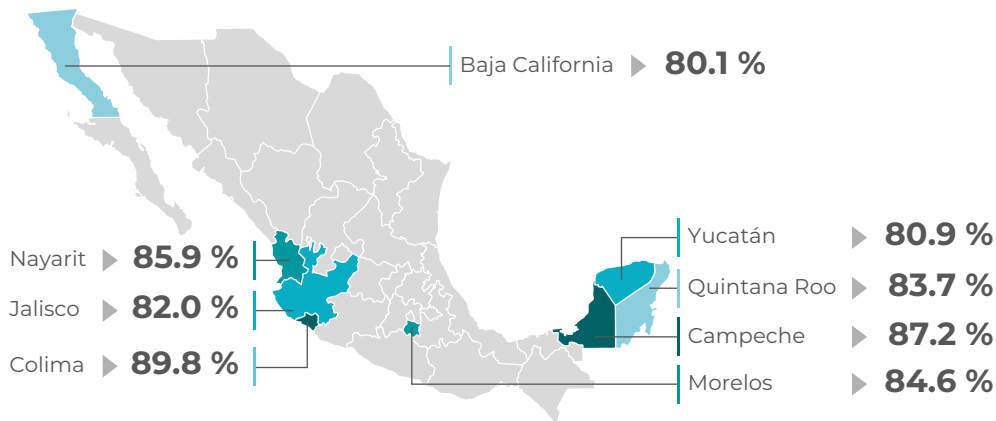 Baja California 80.1 %
Nayarit 85.9 %
Jalisco 82.0 %
Colima 89.8 %
Yucatán 80.9 %
Quintana Roo 83.7 %
Campeche 87.2 %
Morelos 84.6 %